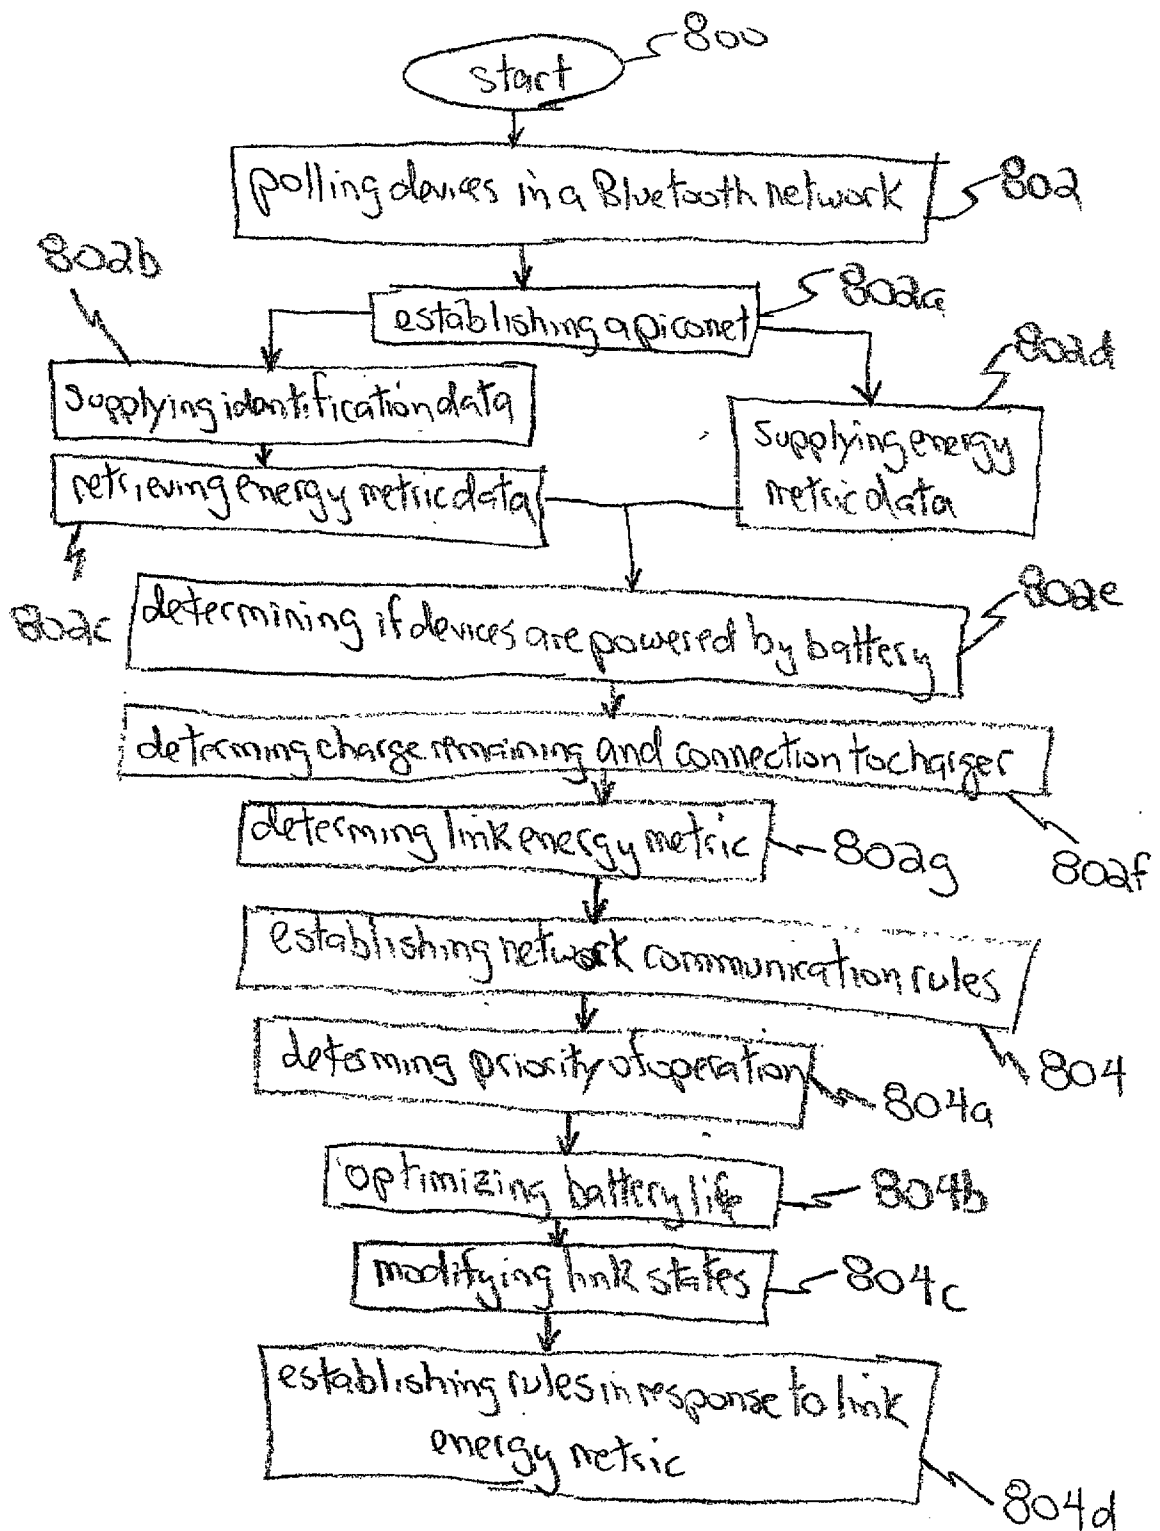 800
start
polling devices in a Bluetooth network
802
802b
802a
establishing a piconet
802d
supplying identification data
supplying energy
metric data
retrieving energy metric data
802c
802e
determining if devices are powered by battery
determing charge remaining and connection to charger
802f
determing link energy metric
802g
establishing network communication rules
804
determing priority of operation
804a
optimizing battery life
804b
modifying link states
804c
establishing rules in response to link
energy metric
804d